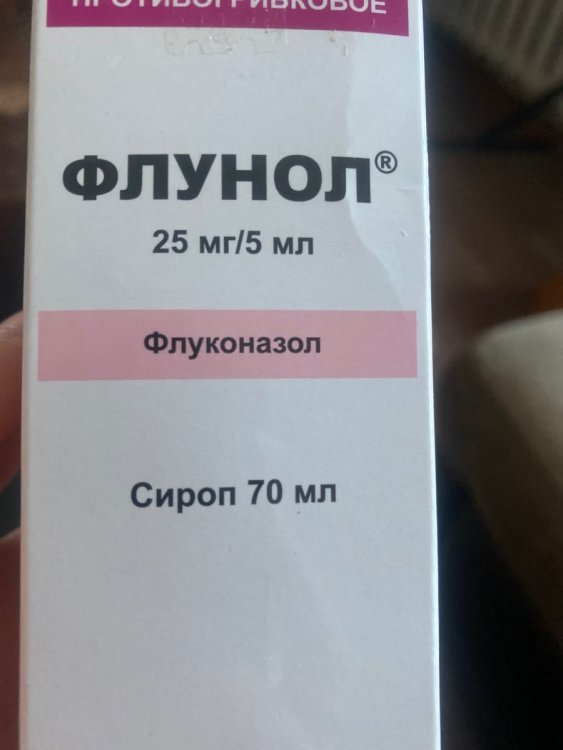 ПРОТИВОГРИБКОВОЕ
ФЛУНОЛ®
25 мг/5 мл
Флуконазол
Сироп 70 мл